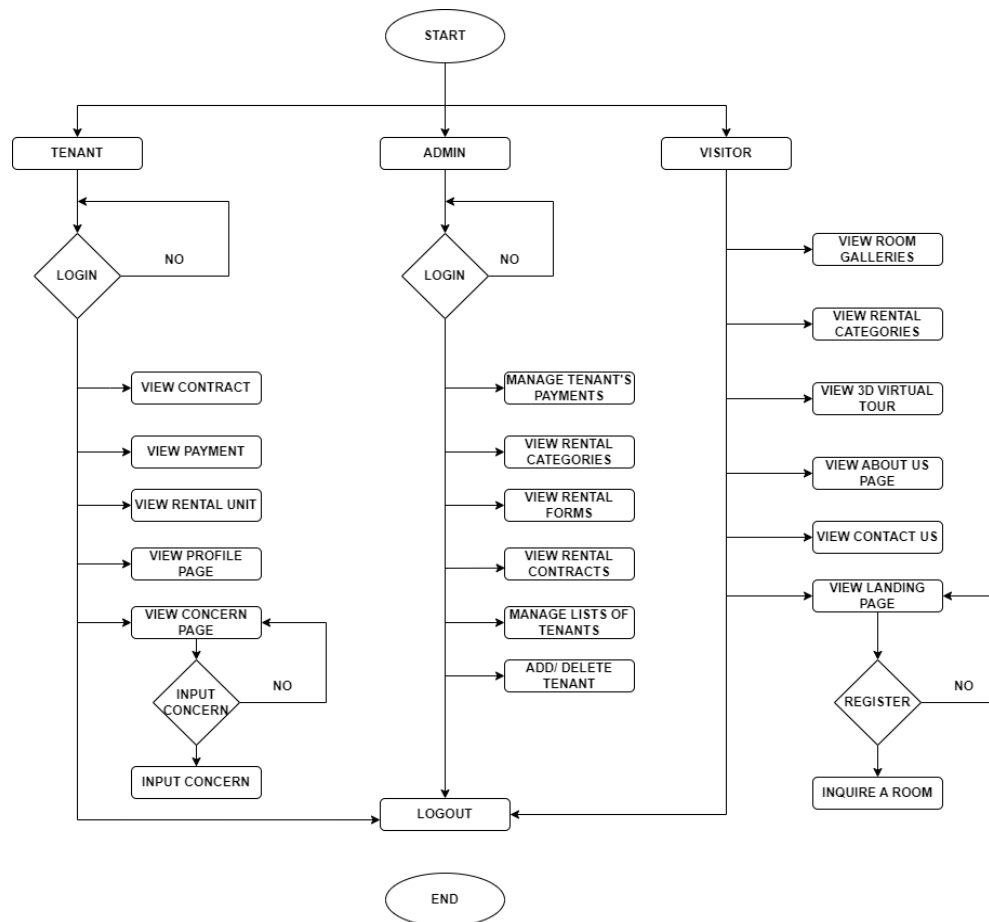 START
TENANT
ADMIN
VISITOR
LOGIN
NO
LOGIN
NO
VIEW ROOM
GALLERIES
VIEW RENTAL
CATEGORIES
VIEW 3D VIRTUAL
TOUR
VIEW ABOUT US
PAGE
VIEW CONTACT US
VIEW LANDING
PAGE
REGISTER
NO
INQUIRE A ROOM
VIEW CONTRACT
VIEW PAYMENT
VIEW RENTAL UNIT
VIEW PROFILE
PAGE
VIEW CONCERN
PAGE
INPUT
CONCERN
NO
INPUT CONCERN
MANAGE TENANT'S
PAYMENTS
VIEW RENTAL
CATEGORIES
VIEW RENTAL
FORMS
VIEW RENTAL
CONTRACTS
MANAGE LISTS OF
TENANTS
ADD/ DELETE
TENANT
LOGOUT
END